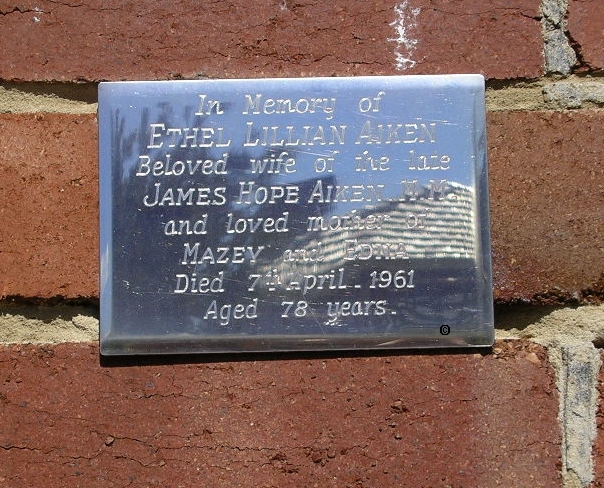 In Memory of
ETHEL LILLIAN AIKEN
Beloved wife of the late
JAMES HOPE AIKEN M.M.
and loved mother of
MAZEY and EDNA
Died 7th April. 1961
Aged 78 years.
©